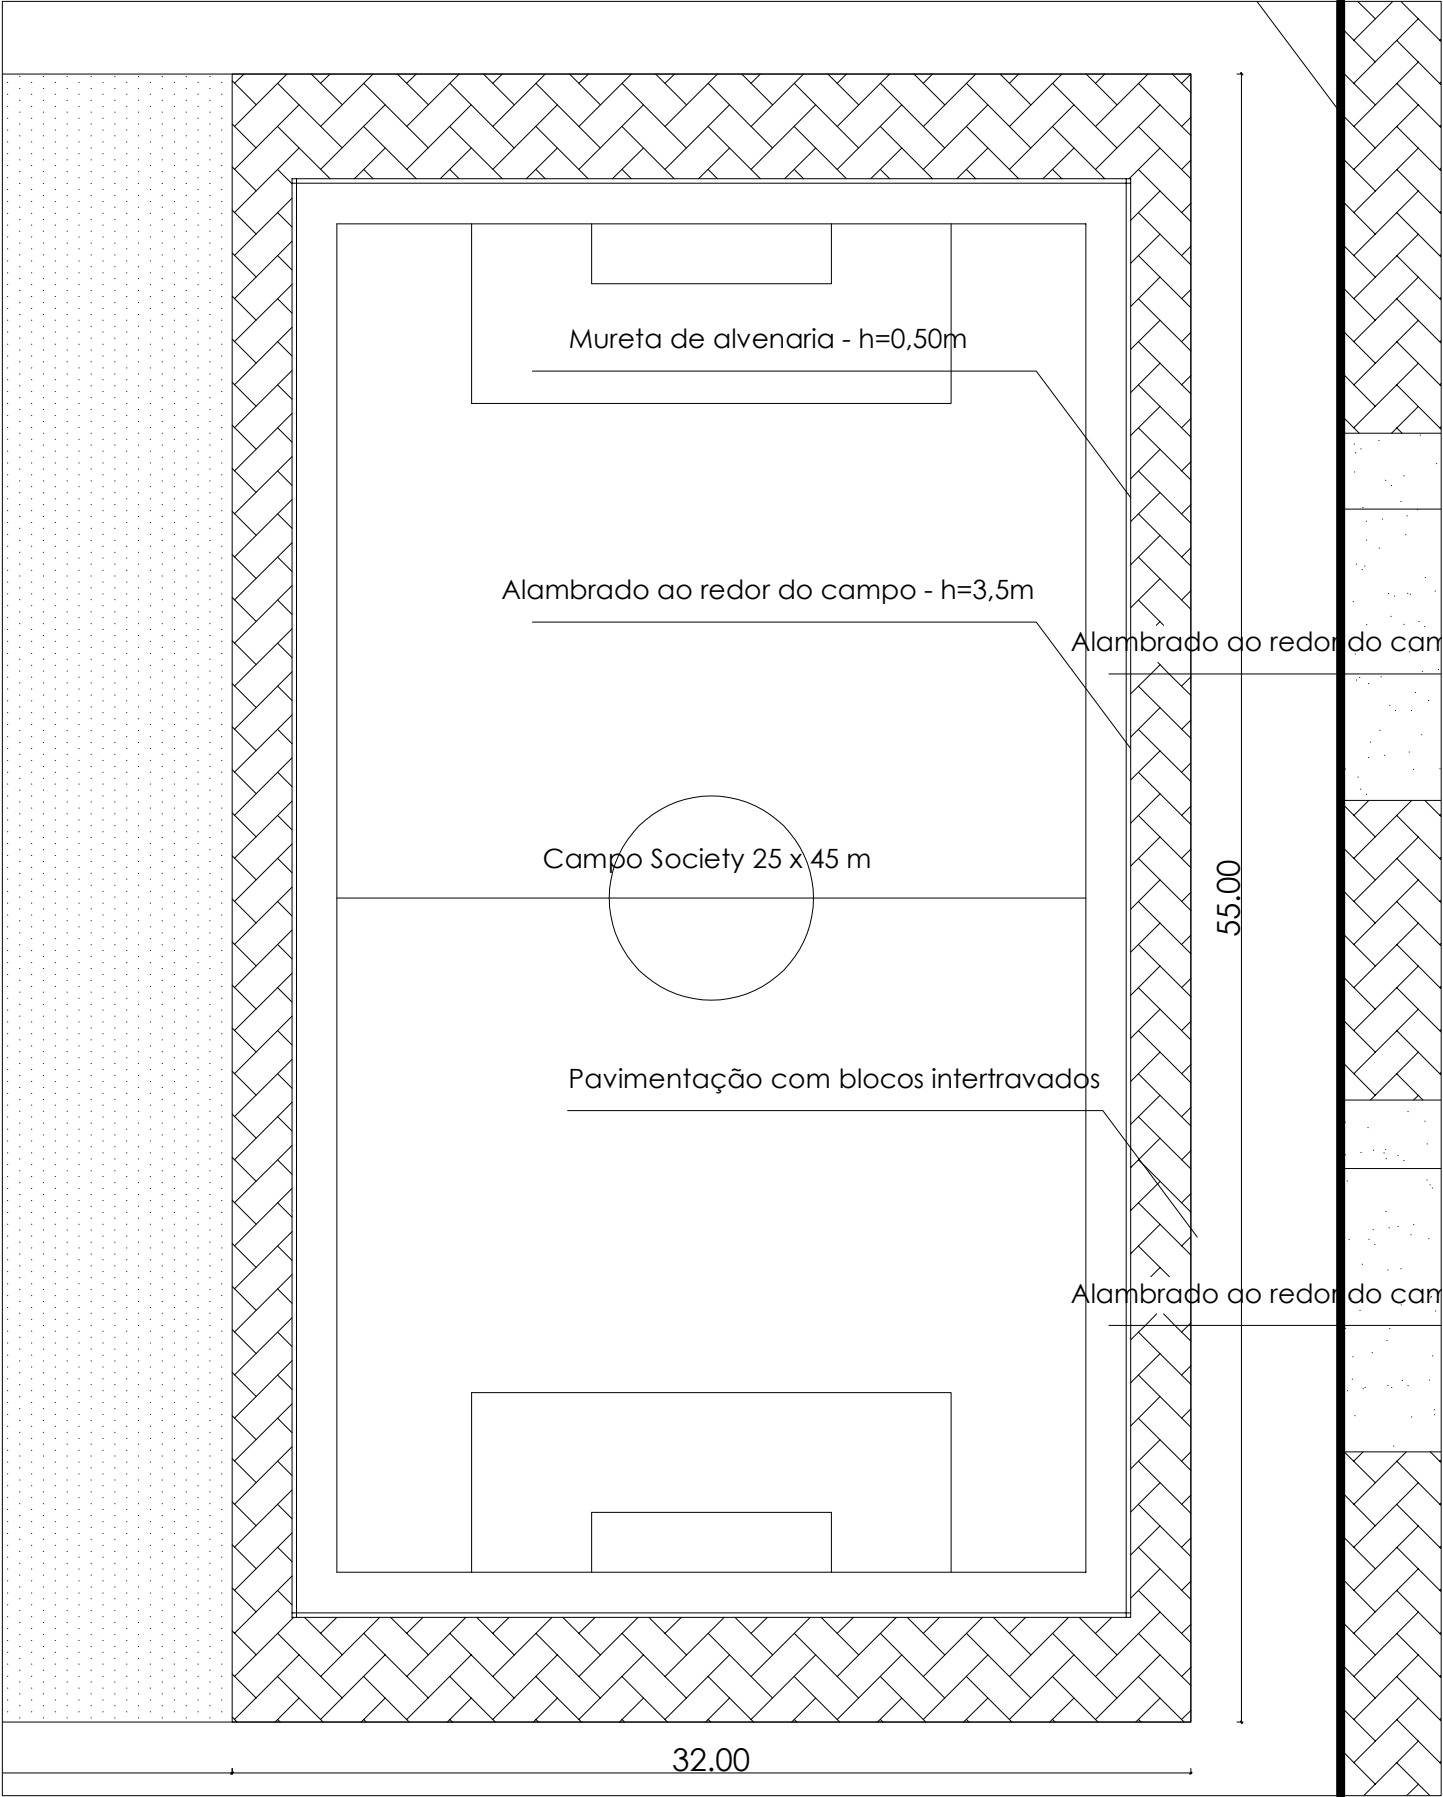 Mureta de alvenaria - h=0,50m
Alambrado ao redor do campo - h=3,5m
Alambrado ao redor do cam
Campo Society 25 x 45 m
55.00
Pavimentação com blocos intertravados
Alambrado ao redor do cam
32.00